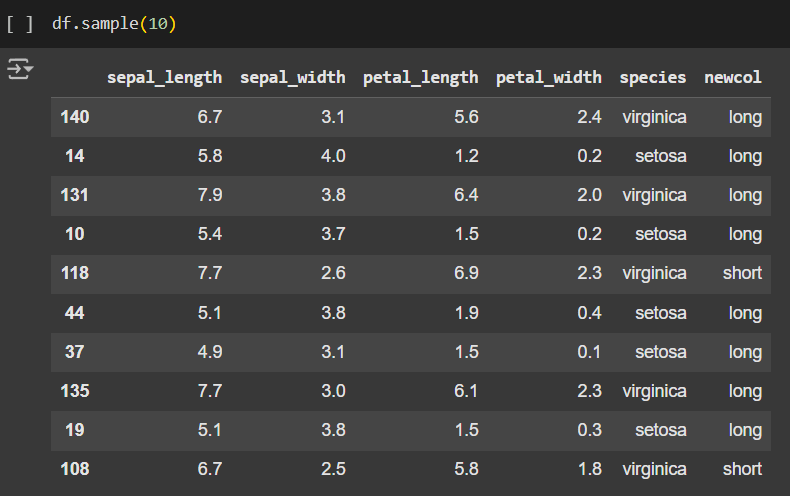 [ ] df.sample(10)
sepal_length sepal_width petal_length petal_width species newcol
140 6.7 3.1 5.6 2.4 virginica long
14 5.8 4.0 1.2 0.2 setosa long
131 7.9 3.8 6.4 2.0 virginica long
10 5.4 3.7 1.5 0.2 setosa long
118 7.7 2.6 6.9 2.3 virginica short
44 5.1 3.8 1.9 0.4 setosa long
37 4.9 3.1 1.5 0.1 setosa long
135 7.7 3.0 6.1 2.3 virginica long
19 5.1 3.8 1.5 0.3 setosa long
108 6.7 2.5 5.8 1.8 virginica short